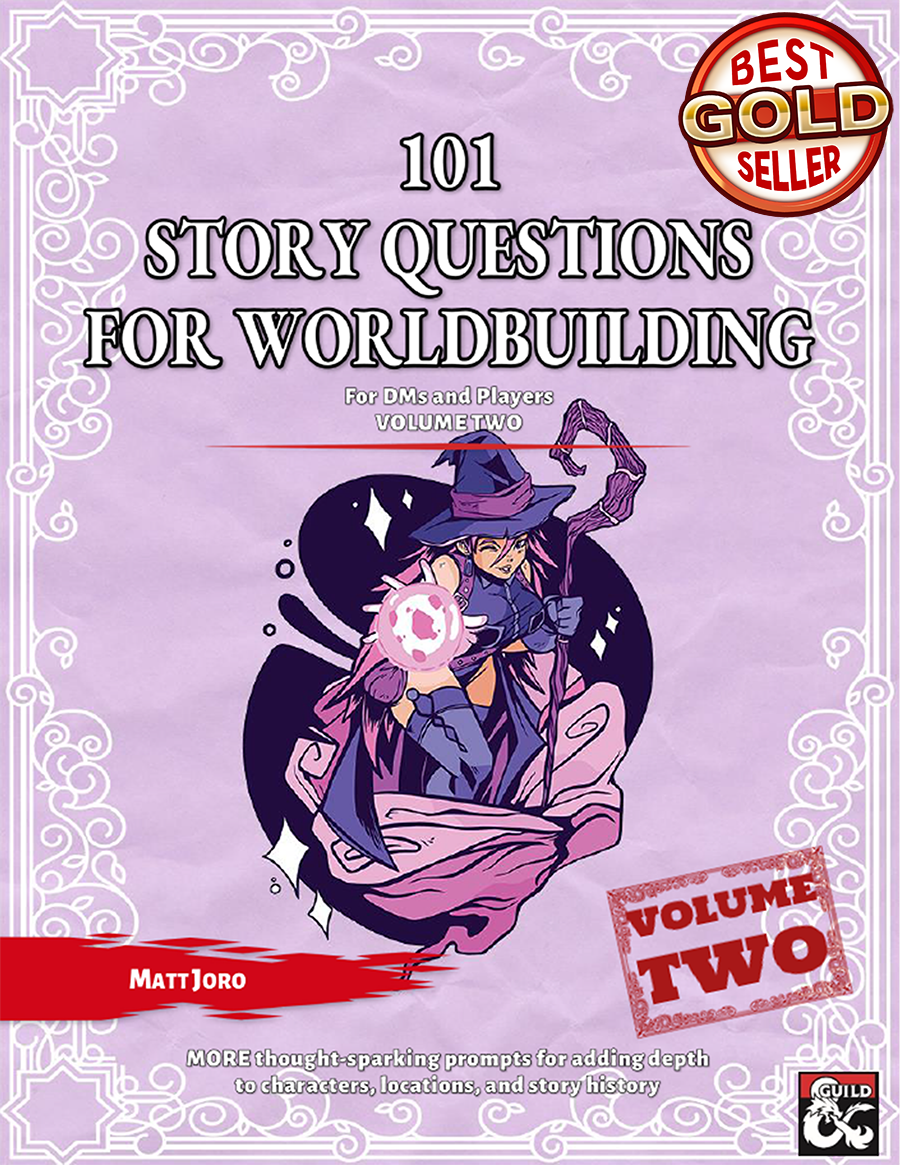 BEST
GOLD
SELLER
101
STORY QUESTIONS
FOR WORLDBUILDING
For DMs and Players
VOLUME TWO
VOLUME
TWO
MATT JORO
MORE thought-sparking prompts for adding depth
to characters, locations, and story history
GUILD